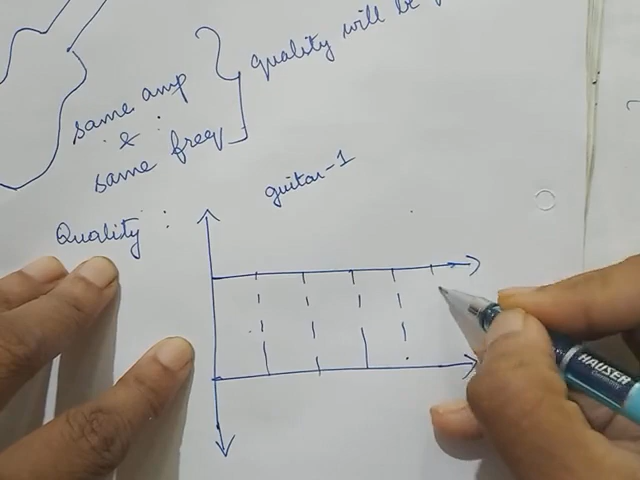 same amp
&
same freq
quality will be
guitar-1
Quality :
HAUSER